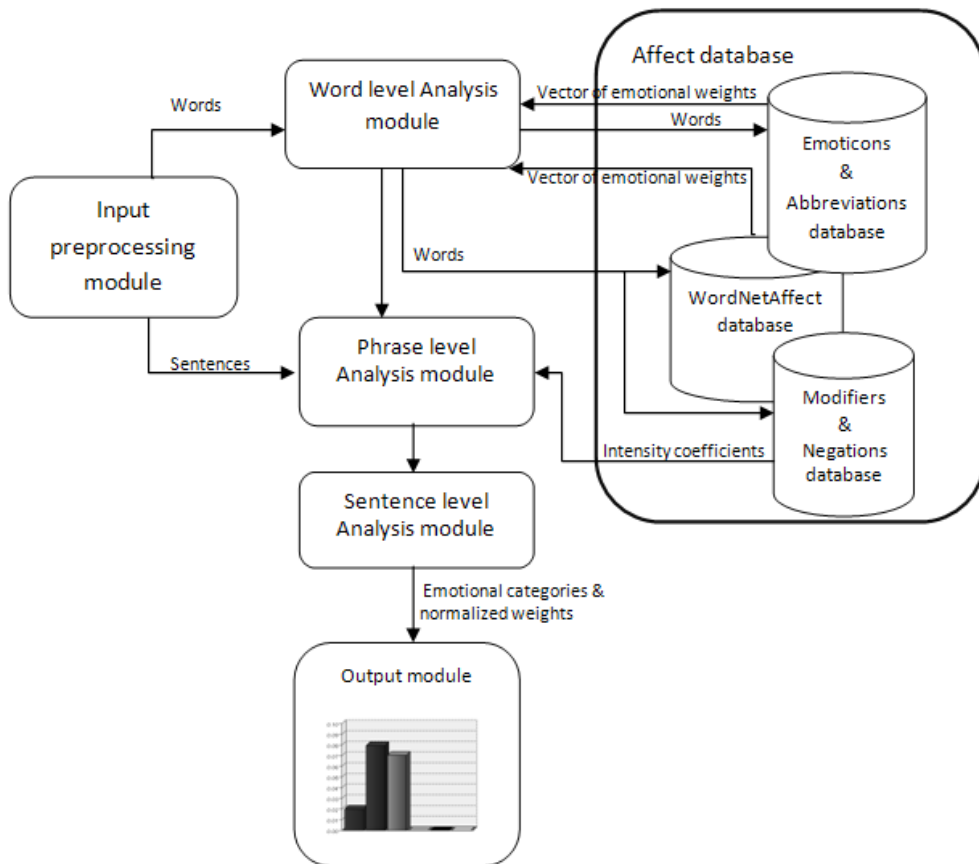 Affect database
Word level Analysis
module
Vector of emotional weights
Words
Words
Emoticons
&
Abbreviations
database
Vector of emotional weights
Input
preprocessing
module
Words
WordNetAffect
database
Phrase level
Analysis module
Sentences
Modifiers
&
Negations
database
Intensity coefficients
Sentence level
Analysis module
Emotional categories &
normalized weights
Output module